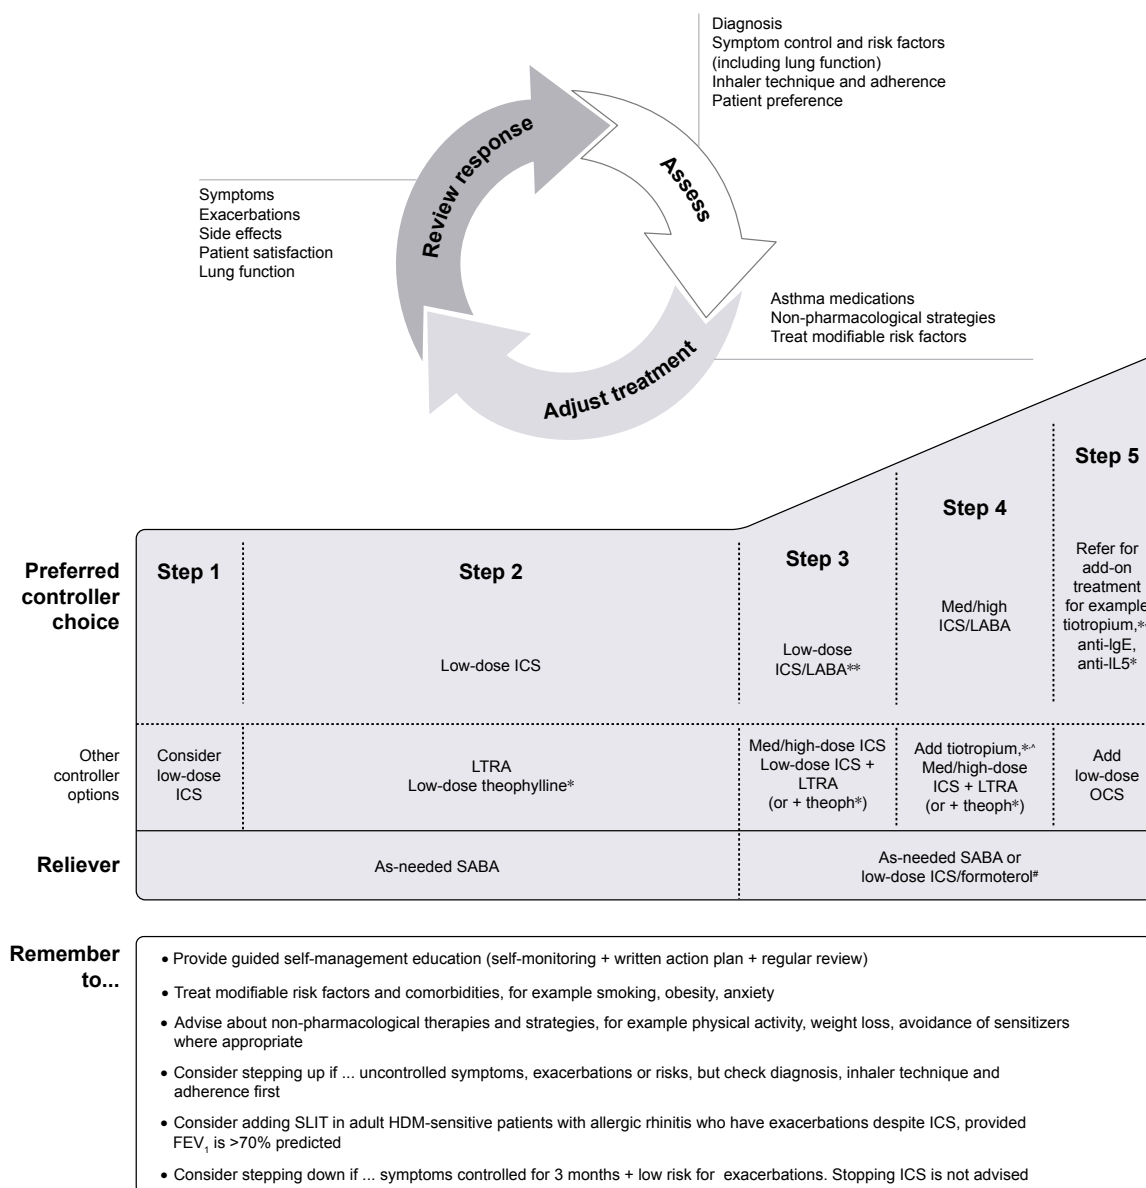 Diagnosis
Symptom control and risk factors
(including lung function)
Inhaler technique and adherence
Patient preference
Review response
Assess
Symptoms
Exacerbations
Side effects
Patient satisfaction
Lung function
Asthma medications
Non-pharmacological strategies
Treat modifiable risk factors
Adjust treatment
Preferred
controller
choice
Step 1
Step 2
Low-dose ICS
Step 3
Low-dose
ICS/LABA**
Step 4
Med/high
ICS/LABA
Step 5
Refer for
add-on
treatment
for example
tiotropium,*
anti-IgE,
anti-IL5*
Other
controller
options
Consider
low-dose
ICS
LTRA
Low-dose theophylline*
Med/high-dose ICS
Low-dose ICS +
LTRA
(or + theoph*)
Add tiotropium,*,^
Med/high-dose
ICS + LTRA
(or + theoph*)
Add
low-dose
OCS
Reliever
As-needed SABA
As-needed SABA or
low-dose ICS/formoterol#
Remember
to...
• Provide guided self-management education (self-monitoring + written action plan + regular review)
• Treat modifiable risk factors and comorbidities, for example smoking, obesity, anxiety
• Advise about non-pharmacological therapies and strategies, for example physical activity, weight loss, avoidance of sensitizers
where appropriate
• Consider stepping up if ... uncontrolled symptoms, exacerbations or risks, but check diagnosis, inhaler technique and
adherence first
• Consider adding SLIT in adult HDM-sensitive patients with allergic rhinitis who have exacerbations despite ICS, provided
FEV1 is >70% predicted
• Consider stepping down if ... symptoms controlled for 3 months + low risk for exacerbations. Stopping ICS is not advised